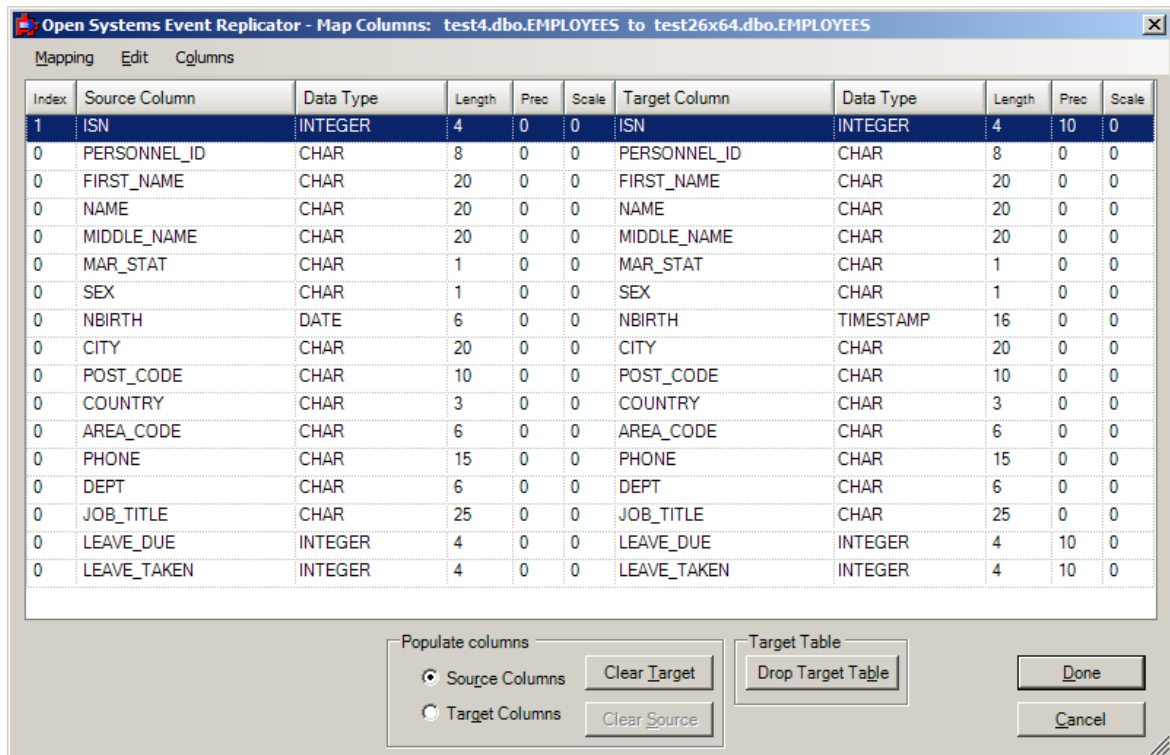 Open Systems Event Replicator - Map Columns: test4.dbo.EMPLOYEES to test26x64.dbo.EMPLOYEES
Mapping Edit Columns
Index Source Column Data Type Length Prec Scale Target Column Data Type Length Prec Scale
1 ISN INTEGER 4 0 0 ISN INTEGER 4 10 0
0 PERSONNEL_ID CHAR 8 0 0 PERSONNEL_ID CHAR 8 0 0
0 FIRST_NAME CHAR 20 0 0 FIRST_NAME CHAR 20 0 0
0 NAME CHAR 20 0 0 NAME CHAR 20 0 0
0 MIDDLE_NAME CHAR 20 0 0 MIDDLE_NAME CHAR 20 0 0
0 MAR_STAT CHAR 1 0 0 MAR_STAT CHAR 1 0 0
0 SEX CHAR 1 0 0 SEX CHAR 1 0 0
0 NBIRTH DATE 6 0 0 NBIRTH TIMESTAMP 16 0 0
0 CITY CHAR 20 0 0 CITY CHAR 20 0 0
0 POST_CODE CHAR 10 0 0 POST_CODE CHAR 10 0 0
0 COUNTRY CHAR 3 0 0 COUNTRY CHAR 3 0 0
0 AREA_CODE CHAR 6 0 0 AREA_CODE CHAR 6 0 0
0 PHONE CHAR 15 0 0 PHONE CHAR 15 0 0
0 DEPT CHAR 6 0 0 DEPT CHAR 6 0 0
0 JOB_TITLE CHAR 25 0 0 JOB_TITLE CHAR 25 0 0
0 LEAVE_DUE INTEGER 4 0 0 LEAVE_DUE INTEGER 4 10 0
0 LEAVE_TAKEN INTEGER 4 0 0 LEAVE_TAKEN INTEGER 4 10 0
Populate columns
Source Columns
Clear Target
Target Columns
Clear Source
Target Table
Drop Target Table
Done
Cancel